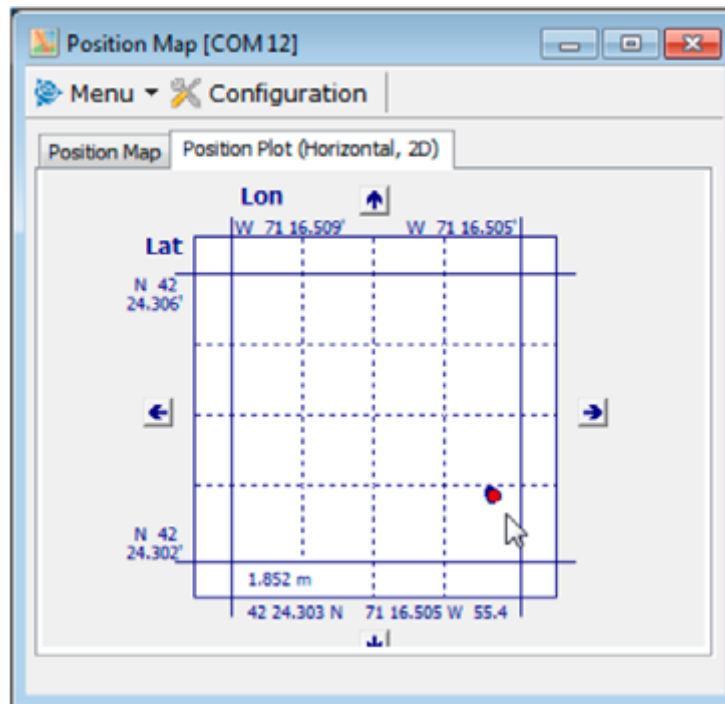 Position Map [COM 12]
Menu Configuration
Position Map Position Plot (Horizontal, 2D)
Lon
W 71 16.509' W 71 16.505'
Lat
N 42
24.306'
N 42
24.302'
1.852 m
42 24.303 N 71 16.505 W 55.4